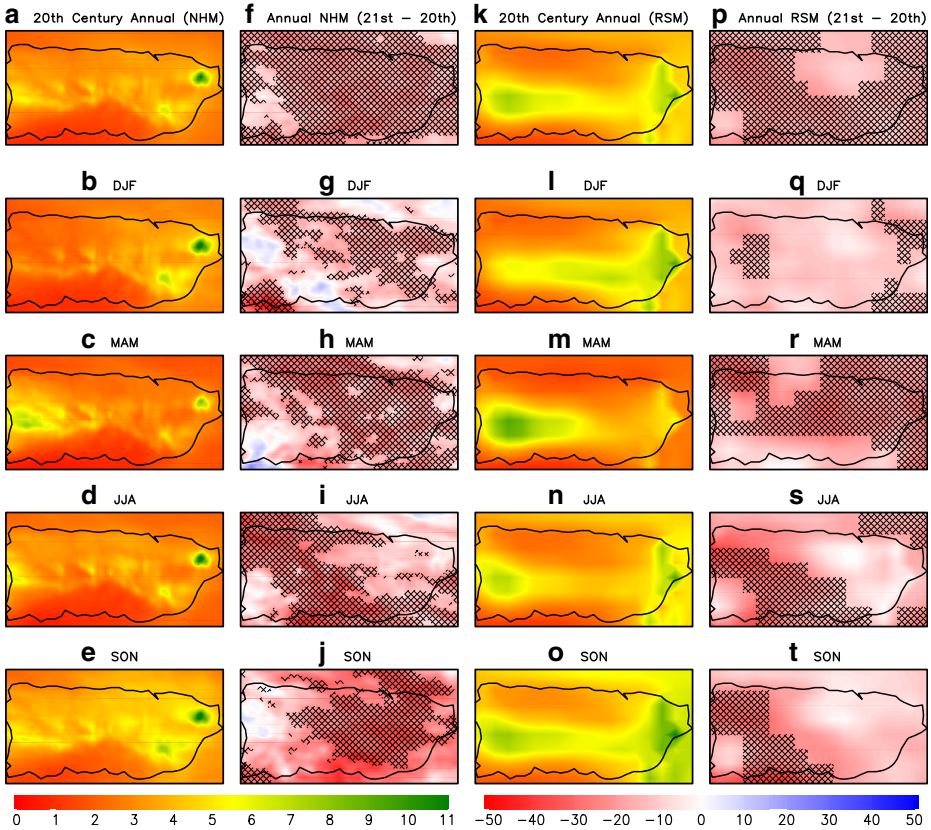 a 20th Century Annual (NHM) f Annual NHM (21st − 20th) k 20th Century Annual (RSM) p Annual RSM (21st − 20th)
b DJF g DJF l DJF q DJF
c MAM h MAM m MAM r MAM
d JJA i JJA n JJA s JJA
e SON j SON o SON t SON
0 1 2 3 4 5 6 7 8 9 10 11 −50 −40 −30 −20 −10 0 10 20 30 40 50